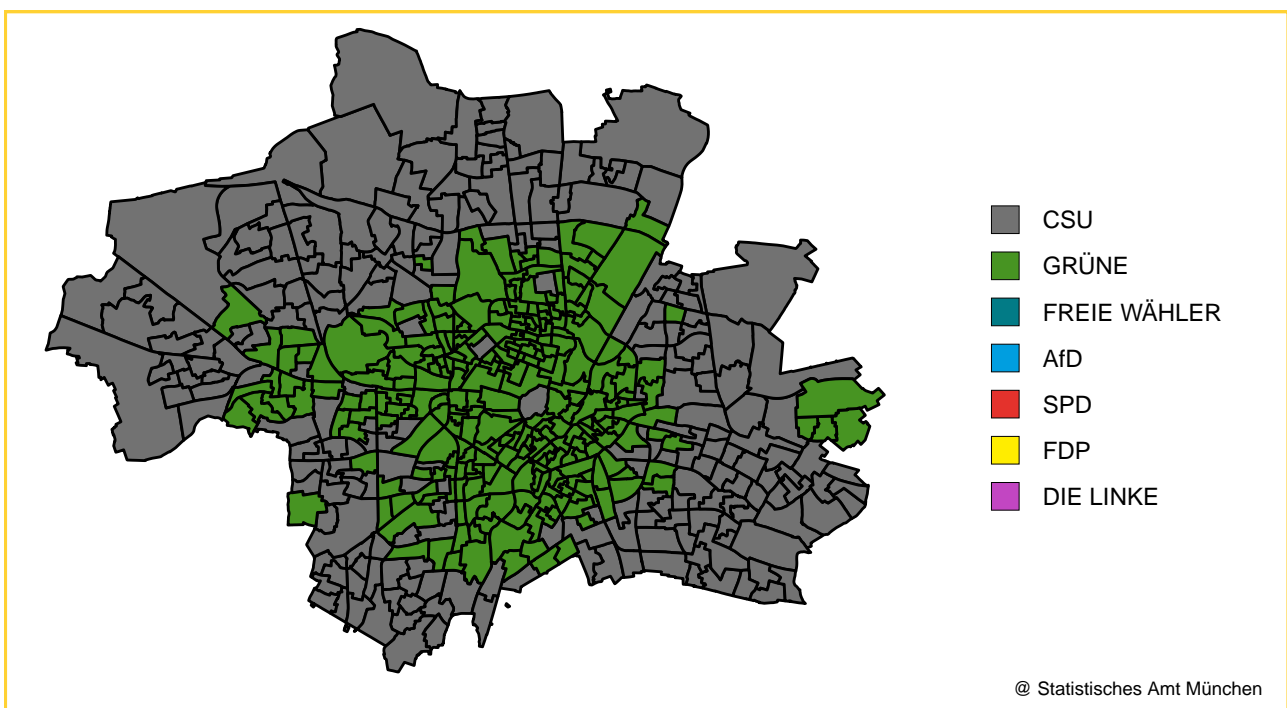 CSU
GRÜNE
FREIE WÄHLER
AfD
SPD
FDP
DIE LINKE
@ Statistisches Amt München